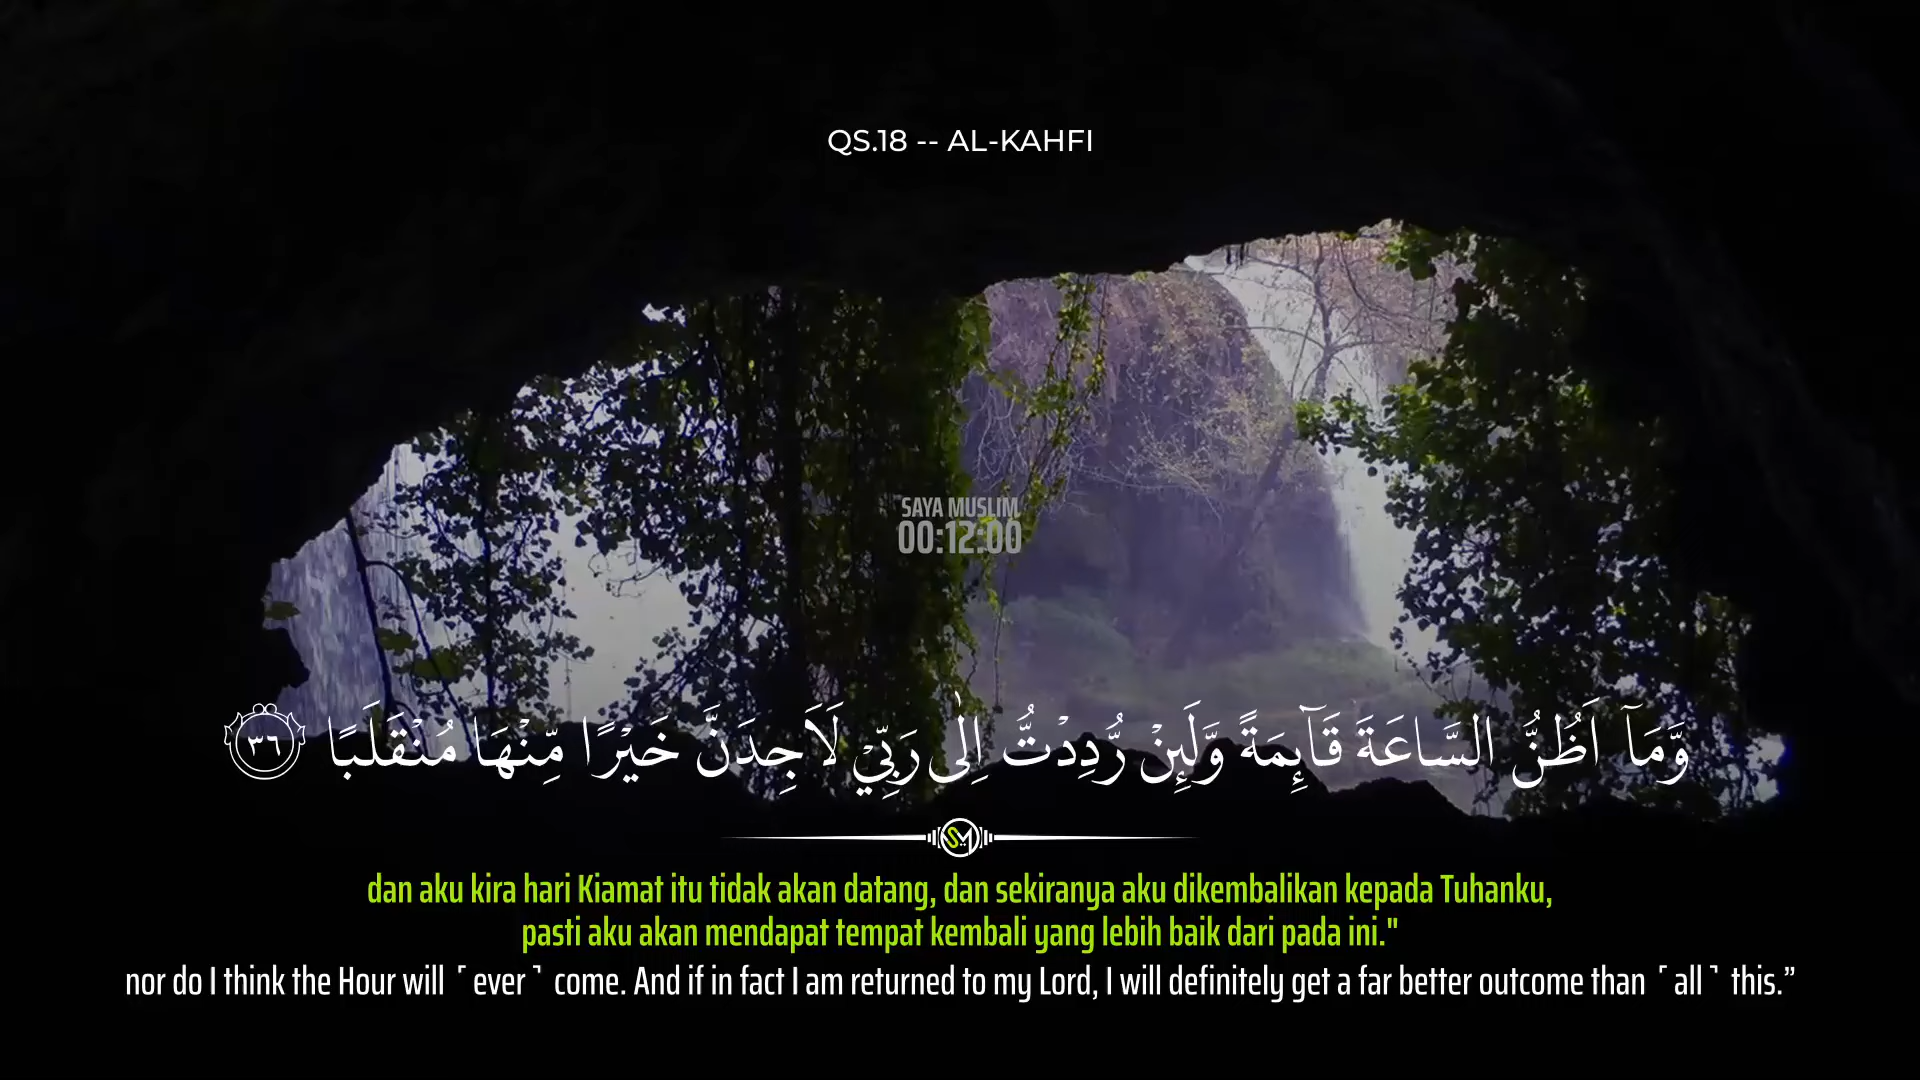 QS.18 -- AL-KAHFI
SAYA MUSLIM
00:12:00
وَّمَآ اَظُنُّ السَّاعَةَ قَآىِٕمَةً وَّلَىِٕنْ رُّدِدْتُّ اِلٰى رَبِّيْ لَاَجِدَنَّ خَيْرًا مِّنْهَا مُنْقَلَبًا ٣٦
SM
dan aku kira hari Kiamat itu tidak akan datang, dan sekiranya aku dikembalikan kepada Tuhanku,
pasti aku akan mendapat tempat kembali yang lebih baik dari pada ini."
nor do I think the Hour will ˹ever˺ come. And if in fact I am returned to my Lord, I will definitely get a far better outcome than ˹all˺ this.”